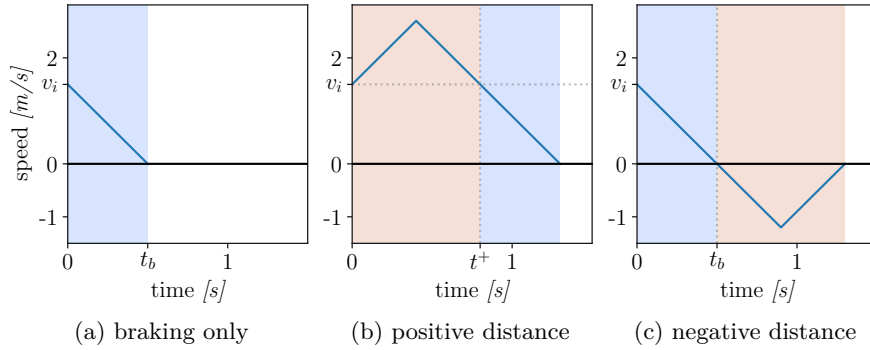 speed [m/s]
2
v_i
0
-1
0
t_b
1
time [s]
(a) braking only
2
v_i
0
-1
0
t^+
1
time [s]
(b) positive distance
2
v_i
0
-1
0
t_b
1
time [s]
(c) negative distance